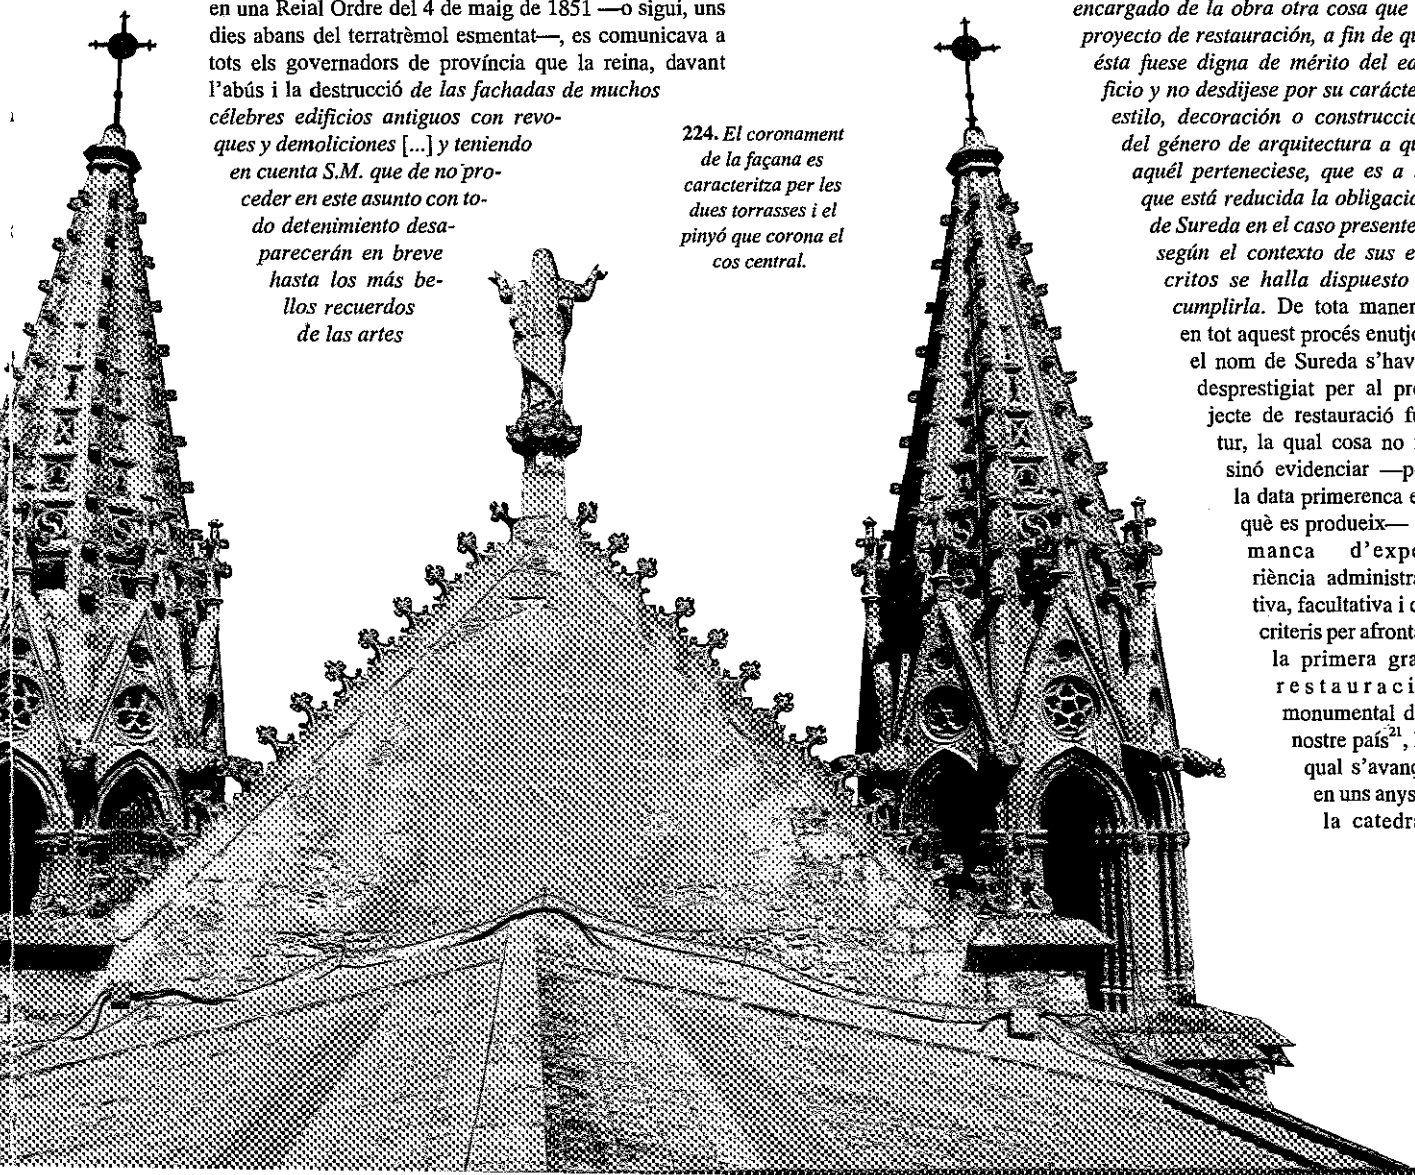 en una Reial Ordre del 4 de maig de 1851 —o sigui, uns
dies abans del terratrèmol esmentat—, es comunicava a
tots els governadors de província que la reina, davant
l'abús i la destrucció de las fachadas de muchos
célebres edificios antiguos con revo-
ques y demoliciones [...] y teniendo
en cuenta S.M. que de no pro-
ceder en este asunto con to-
do detenimiento desa-
parecerán en breve
hasta los más be-
llos recuerdos
de las artes
224. El coronament
de la façana es
caracteritza per les
dues torrasses i el
pinyó que corona el
cos central.
encargado de la obra otra cosa que
proyecto de restauración, a fin de
ésta fuese digna de mérito del
ficio y no desdijese por su
estilo, decoración o
del género de arquitectura a
aquél perteneciese, que es a
que está reducida la
de Sureda en el caso presente
según el contexto de sus
critos se halla dispuesto
cumplirla. De tota
en tot aquest procés
el nom de Sureda
desprestigiat per al
jecte de restauració
tur, la qual cosa no
sinó evidenciar
la data primerenca
què es produeix—
manca
riència
tiva, facultativa i
criteris per
la primera
monumental
nostre país²¹,
qual
en uns anys
la